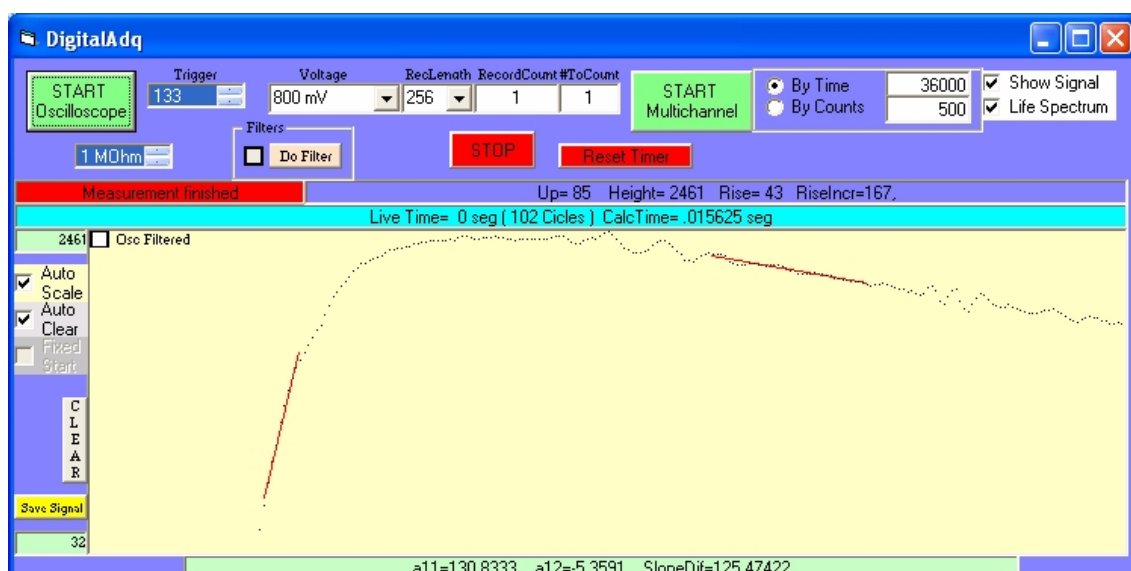 DigitalAdq
Trigger Voltage RecLength RecordCount #ToCount
START Oscilloscope
133 800 mV 256 1 1
START Multichannel
By Time 36000
By Counts 500
Show Signal
Life Spectrum
1 MOhm
Filters
Do Filter
STOP
Reset Timer
Measurement finished
Up= 85 Height= 2461 Rise= 43 RiseIncr=167,
Live Time= 0 seg ( 102 Cicles ) CalcTime= .015625 seg
2461
Osc Filtered
Auto
Scale
Auto
Clear
Fixed
Start
C
L
E
A
R
Save Signal
32
a11=130.8333 a12=-5.3591 SlopeDif=125.47422